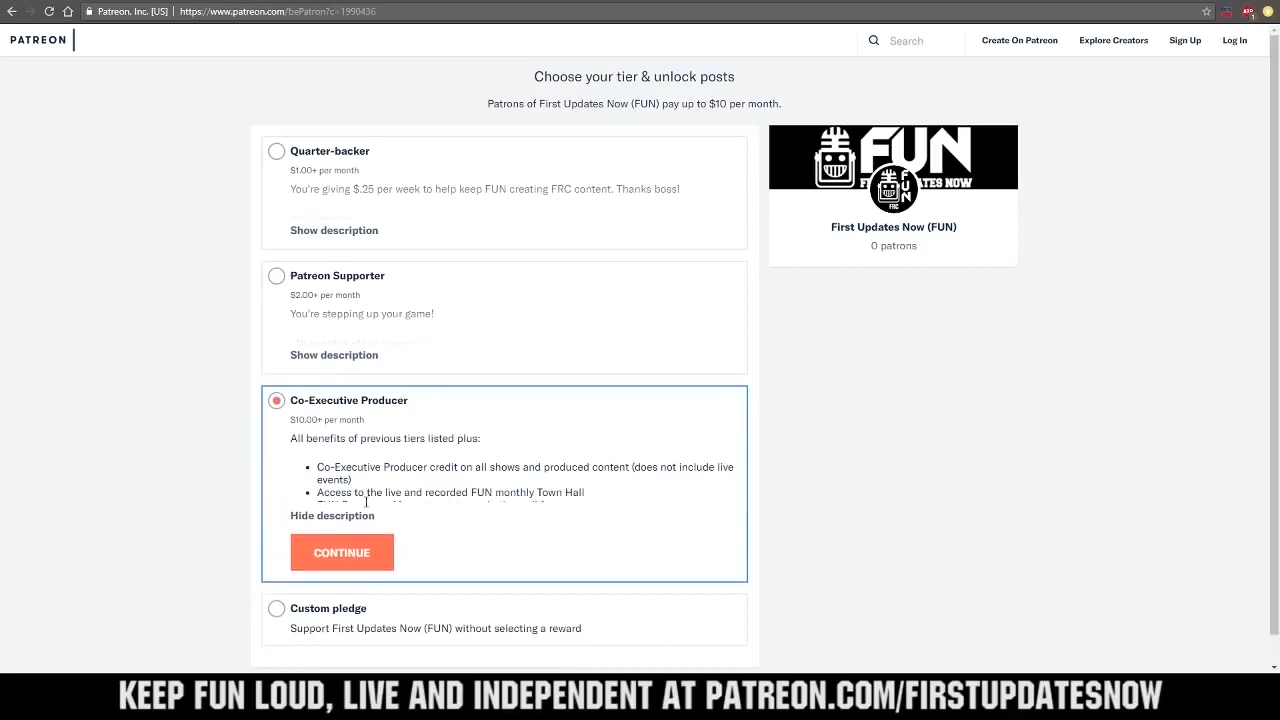 Patreon, Inc. [US] | https://www.patreon.com/bePatron?c=1990436
PATREON
Search
Create On Patreon
Explore Creators
Sign Up
Log In
Choose your tier & unlock posts
Patrons of First Updates Now (FUN) pay up to $10 per month.
Quarter-backer
$1.00+ per month
You're giving $.25 per week to help keep FUN creating FRC content. Thanks boss!
Show description
Patreon Supporter
$2.00+ per month
You're stepping up your game!
Show description
Co-Executive Producer
$10.00+ per month
All benefits of previous tiers listed plus:
Co-Executive Producer credit on all shows and produced content (does not include live
events)
Access to the live and recorded FUN monthly Town Hall
Hide description
CONTINUE
Custom pledge
Support First Updates Now (FUN) without selecting a reward
FUN
FUN
FRC
First Updates Now (FUN)
0 patrons
KEEP FUN LOUD, LIVE AND INDEPENDENT AT PATREON.COM/FIRSTUPDATESNOW